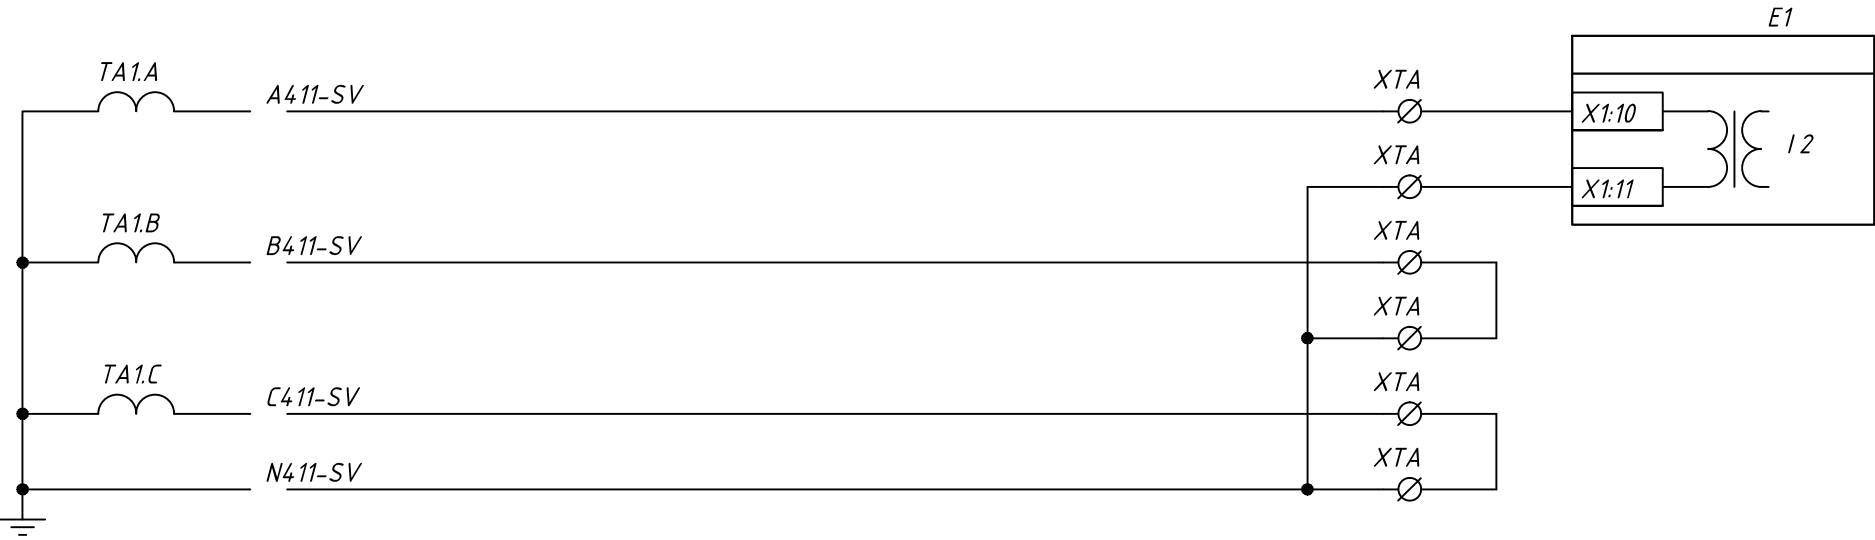 E1
TA1.A
A411-SV
XTA
X1:10
XTA
I2
X1:11
TA1.B
B411-SV
XTA
XTA
TA1.C
C411-SV
XTA
N411-SV
XTA